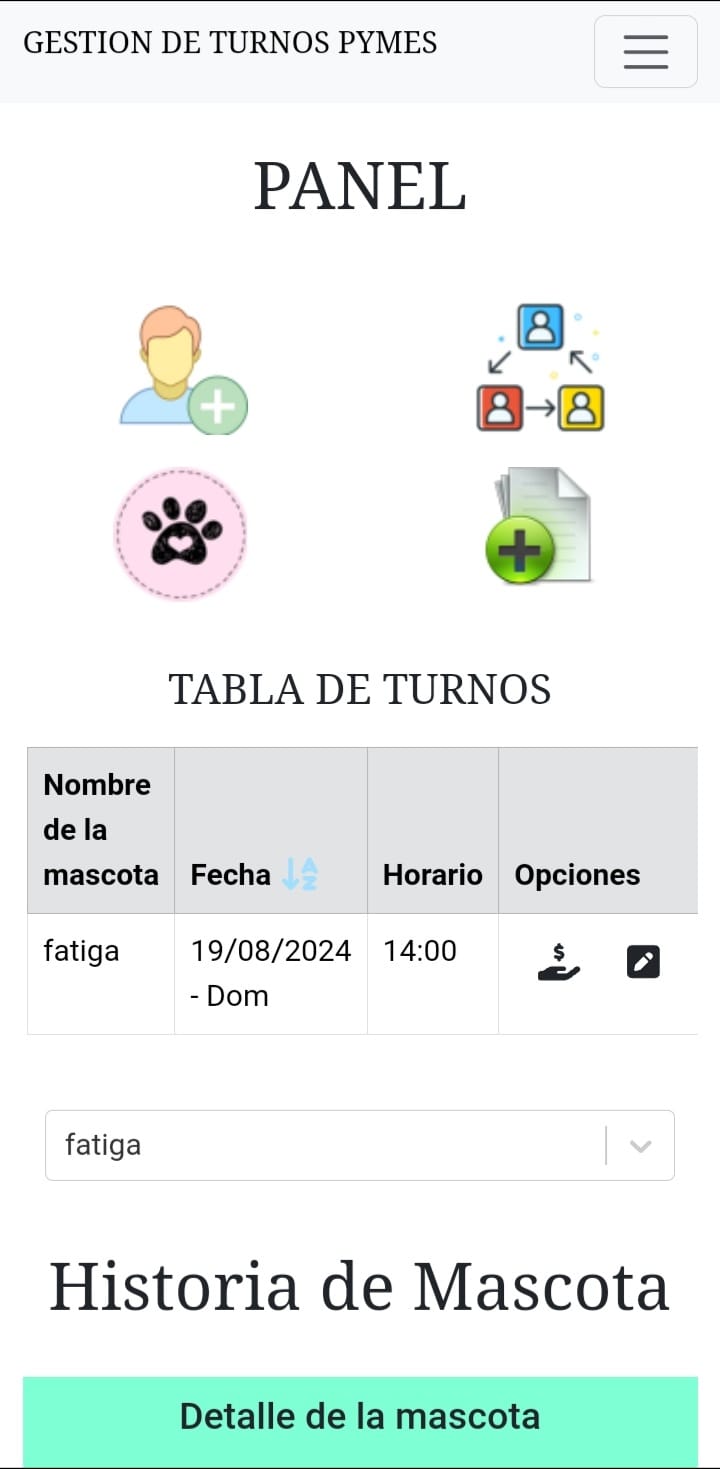 GESTION DE TURNOS PYMES
PANEL
TABLA DE TURNOS
Nombre
de la
mascota
Fecha
Horario
Opciones
fatiga
19/08/2024
- Dom
14:00
fatiga
Historia de Mascota
Detalle de la mascota